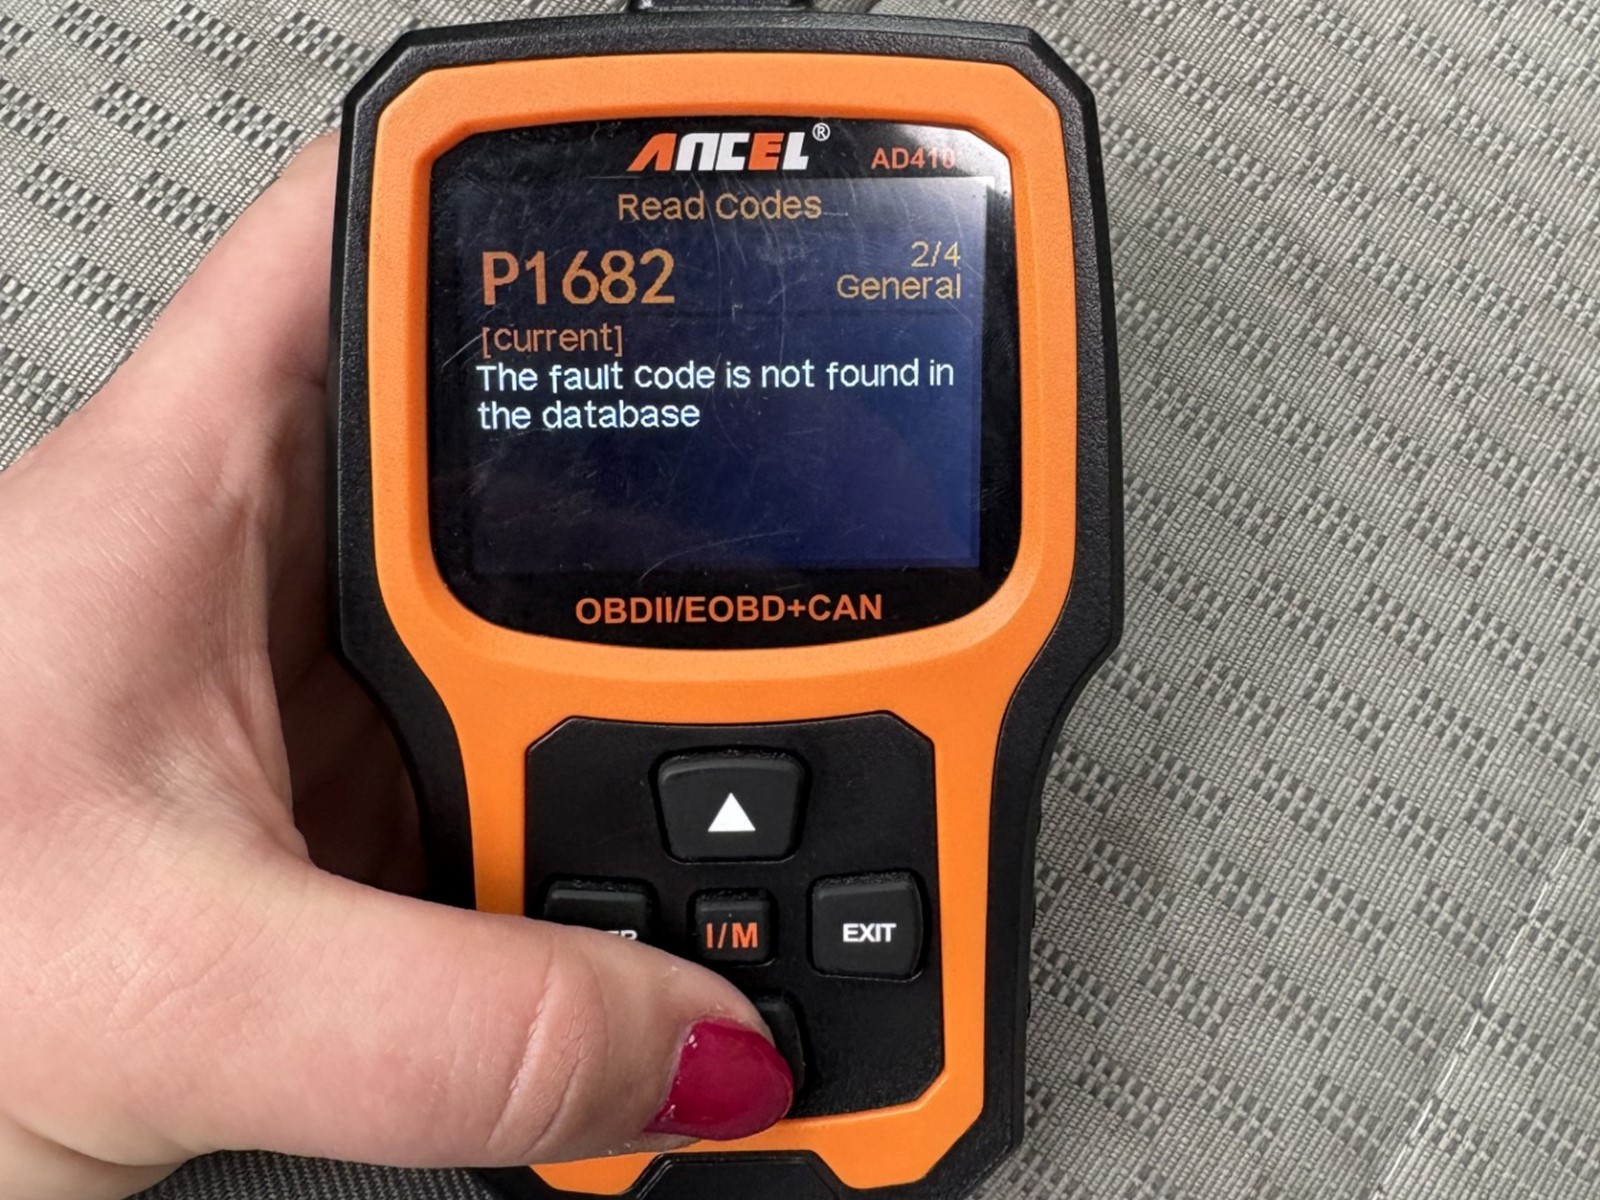 ANCEL®
AD410
Read Codes
P1682
2/4
General
[current]
The fault code is not found in
the database
OBDII/EOBD+CAN
I/M
EXIT